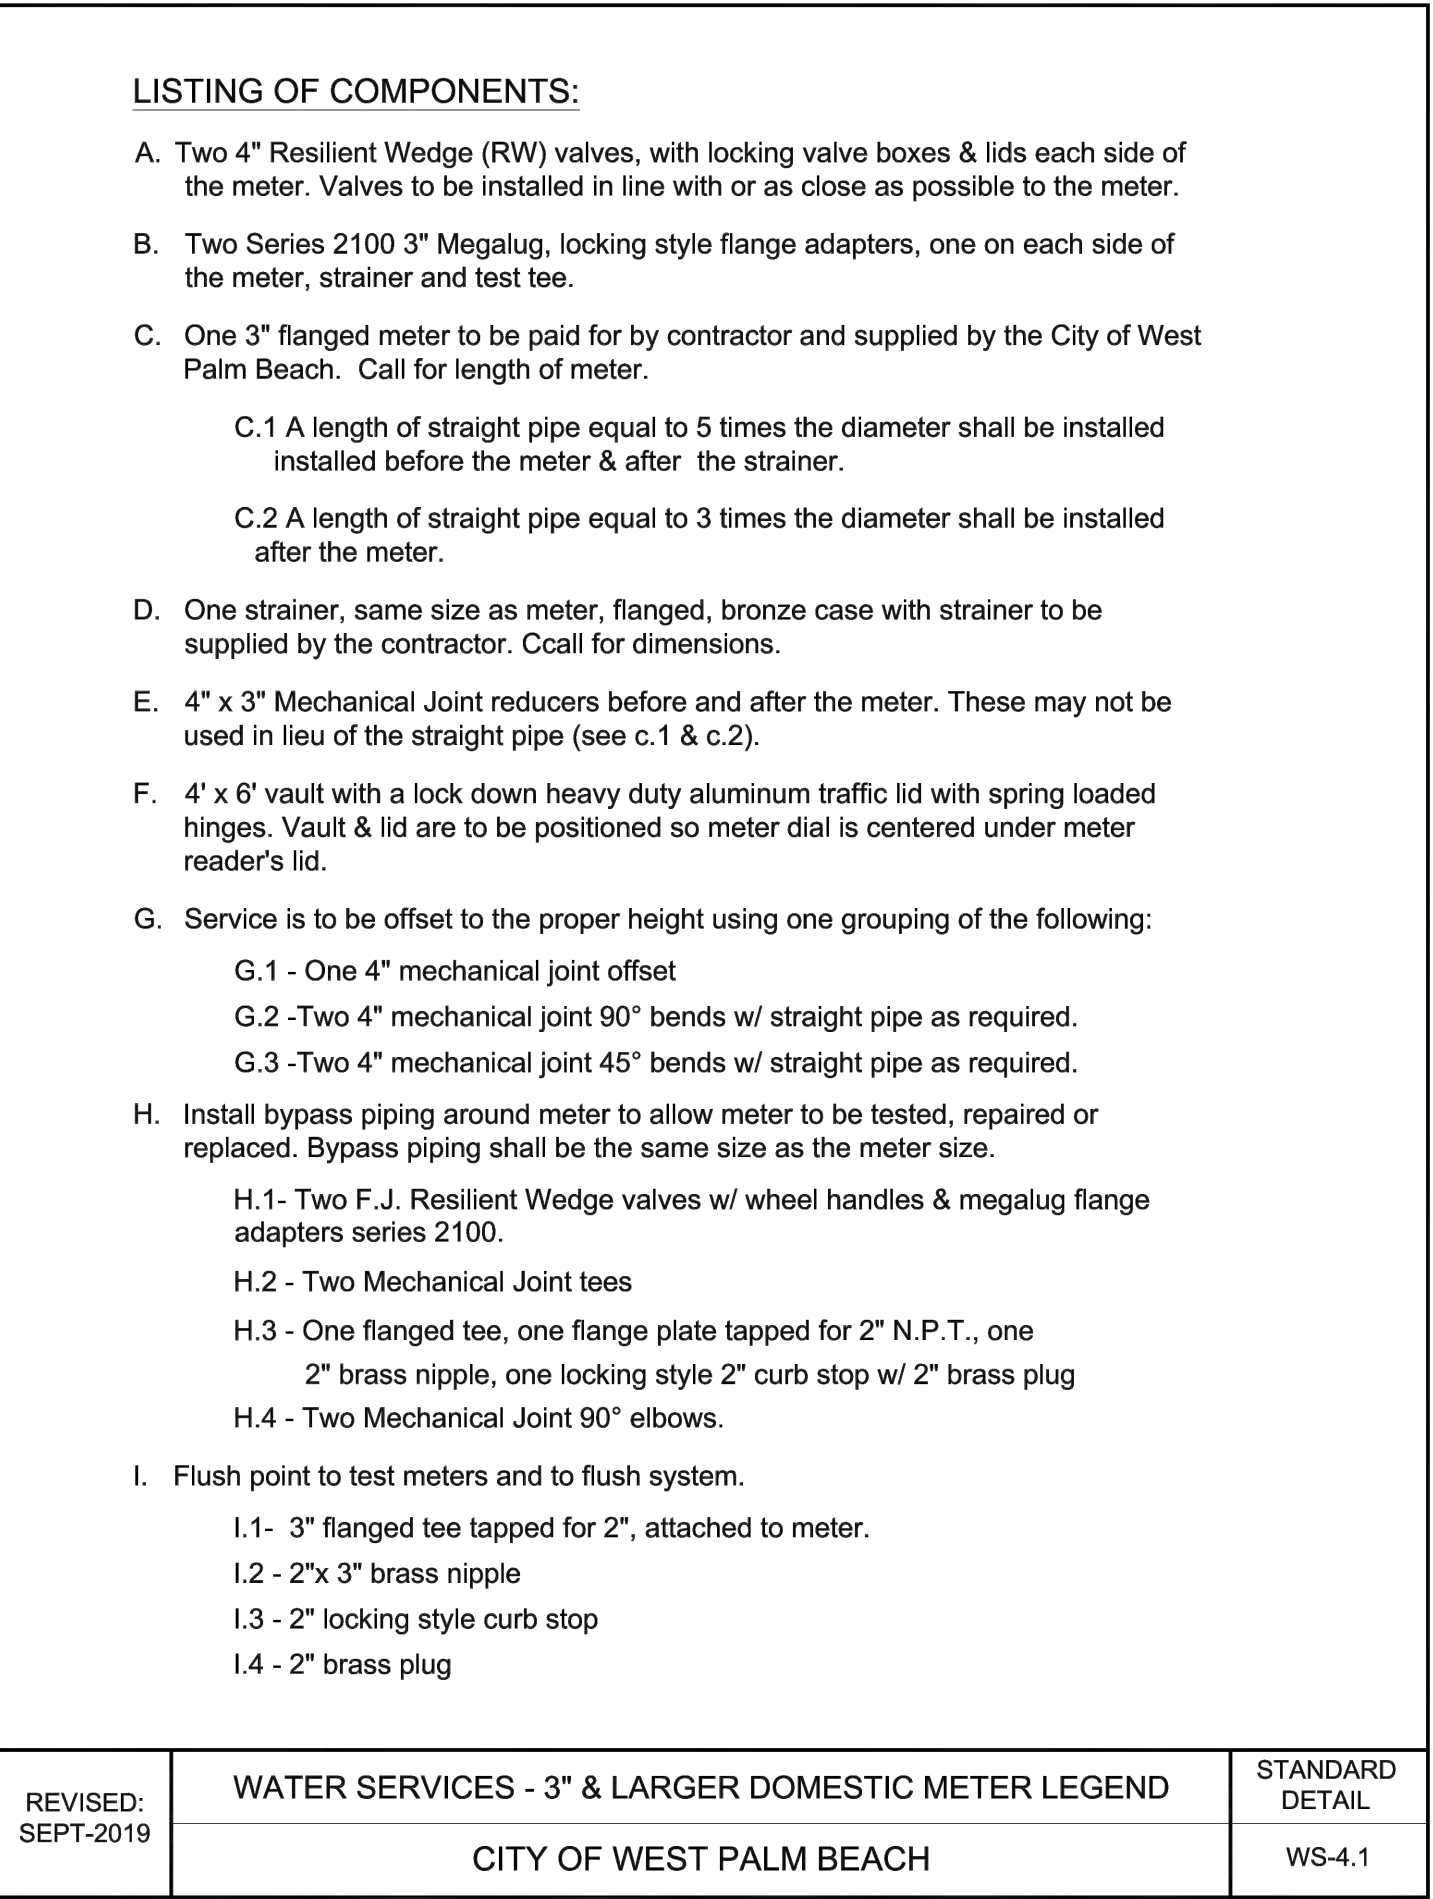 LISTING OF COMPONENTS:
A. Two 4" Resilient Wedge (RW) valves, with locking valve boxes & lids each side of
the meter. Valves to be installed in line with or as close as possible to the meter.
B. Two Series 2100 3" Megalug, locking style flange adapters, one on each side of
the meter, strainer and test tee.
C. One 3" flanged meter to be paid for by contractor and supplied by the City of West
Palm Beach. Call for length of meter.
C.1 A length of straight pipe equal to 5 times the diameter shall be installed
installed before the meter & after the strainer.
C.2 A length of straight pipe equal to 3 times the diameter shall be installed
after the meter.
D. One strainer, same size as meter, flanged, bronze case with strainer to be
supplied by the contractor. Ccall for dimensions.
E. 4" x 3" Mechanical Joint reducers before and after the meter. These may not be
used in lieu of the straight pipe (see c.1 & c.2).
F. 4' x 6' vault with a lock down heavy duty aluminum traffic lid with spring loaded
hinges. Vault & lid are to be positioned so meter dial is centered under meter
reader's lid.
G. Service is to be offset to the proper height using one grouping of the following:
G.1 - One 4" mechanical joint offset
G.2 -Two 4" mechanical joint 90° bends w/ straight pipe as required.
G.3 -Two 4" mechanical joint 45° bends w/ straight pipe as required.
H. Install bypass piping around meter to allow meter to be tested, repaired or
replaced. Bypass piping shall be the same size as the meter size.
H.1- Two F.J. Resilient Wedge valves w/ wheel handles & megalug flange
adapters series 2100.
H.2 - Two Mechanical Joint tees
H.3 - One flanged tee, one flange plate tapped for 2" N.P.T., one
2" brass nipple, one locking style 2" curb stop w/ 2" brass plug
H.4 - Two Mechanical Joint 90° elbows.
I. Flush point to test meters and to flush system.
I.1- 3" flanged tee tapped for 2", attached to meter.
I.2 - 2"x 3" brass nipple
I.3 - 2" locking style curb stop
I.4 - 2" brass plug
REVISED:
SEPT-2019
WATER SERVICES - 3" & LARGER DOMESTIC METER LEGEND
CITY OF WEST PALM BEACH
STANDARD
DETAIL
WS-4.1